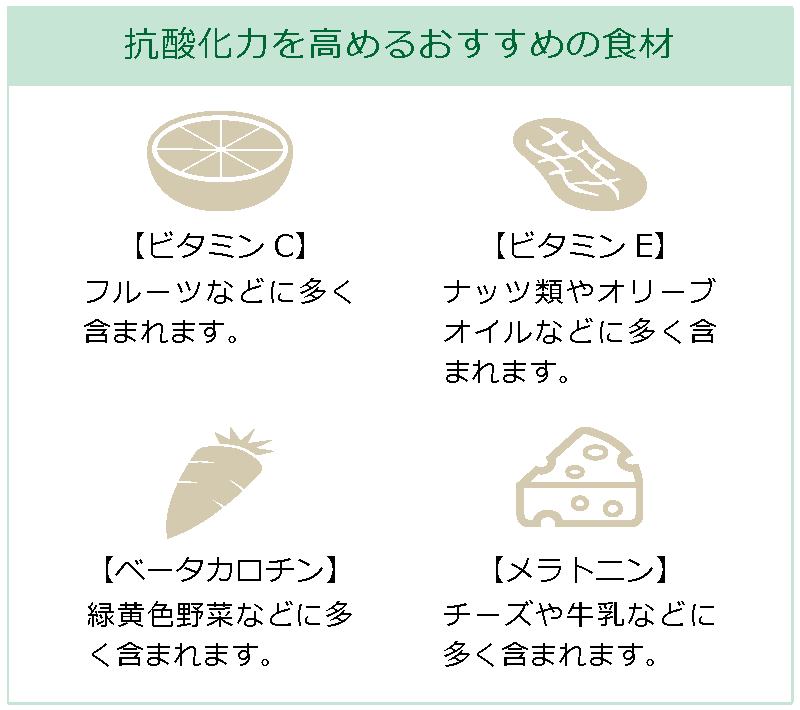 抗酸化力を高めるおすすめの食材
【ビタミンC】
フルーツなどに多く
含まれます。
【ビタミンE】
ナッツ類やオリーブ
オイルなどに多く含
まれます。
【ベータカロチン】
緑黄色野菜などに多
く含まれます。
【メラトニン】
チーズや牛乳などに
多く含まれます。